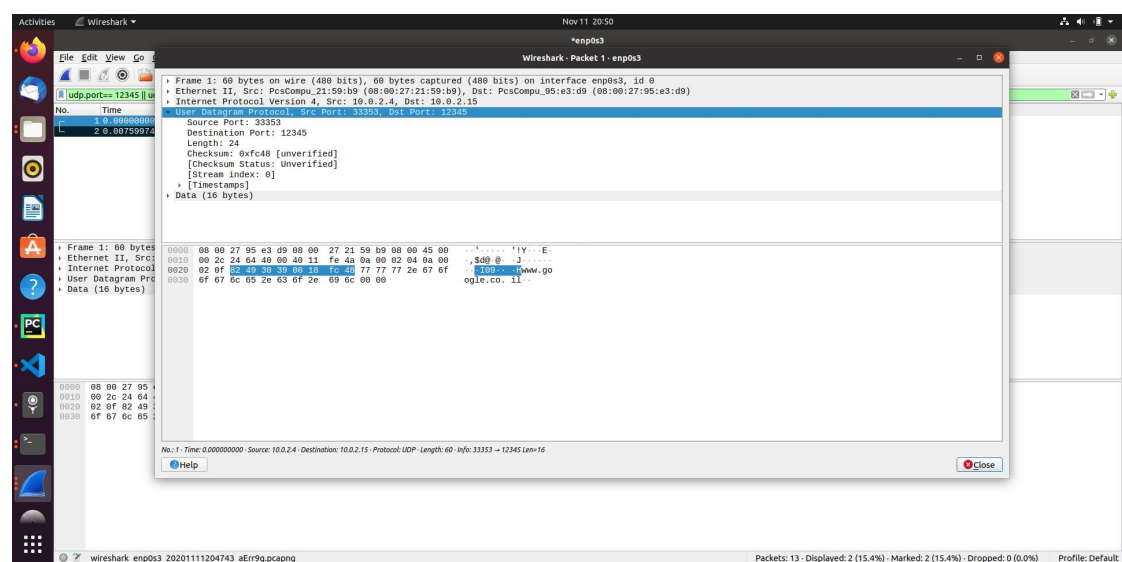 Activities Wireshark Nov 11 20:50
*enp0s3
File Edit View Go
Wireshark · Packet 1 · enp0s3
udp.port== 12345 ||
No. Time
1 0.00000000
2 0.00759974
Frame 1: 60 bytes on wire (480 bits), 60 bytes captured (480 bits) on interface enp0s3, id 0
Ethernet II, Src: PcsCompu_21:59:b9 (08:00:27:21:59:b9), Dst: PcsCompu_95:e3:d9 (08:00:27:95:e3:d9)
Internet Protocol Version 4, Src: 10.0.2.4, Dst: 10.0.2.15
User Datagram Protocol, Src Port: 33353, Dst Port: 12345
Source Port: 33353
Destination Port: 12345
Length: 24
Checksum: 0xfc48 [unverified]
[Checksum Status: Unverified]
[Stream index: 0]
[Timestamps]
Data (16 bytes)
0000 08 00 27 95 e3 d9 08 00 27 21 59 b9 08 00 45 00 ··'····· '!Y···E·
0010 00 2c 24 64 40 00 40 11 fe 4a 0a 00 02 04 0a 00 ·,$d@·@· ·J······
0020 02 0f 82 49 30 39 00 18 fc 48 77 77 77 2e 67 6f ···I09·· ·Hwww.go
0030 6f 67 6c 65 2e 63 6f 2e 69 6c 00 00 ogle.co. il··
No.: 1 · Time: 0.000000000 · Source: 10.0.2.4 · Destination: 10.0.2.15 · Protocol: UDP · Length: 60 · Info: 33353 → 12345 Len=16
Help
Close
Frame 1: 60 bytes
Ethernet II, Src:
Internet Protocol
User Datagram Pro
Data (16 bytes)
0000 08 00 27 95
0010 00 2c 24 64
0020 02 0f 82 49
0030 6f 67 6c 65
PC
wireshark_enp0s3_20201111204743_aErr9q.pcapng
Packets: 13 · Displayed: 2 (15.4%) · Marked: 2 (15.4%) · Dropped: 0 (0.0%) Profile: Default